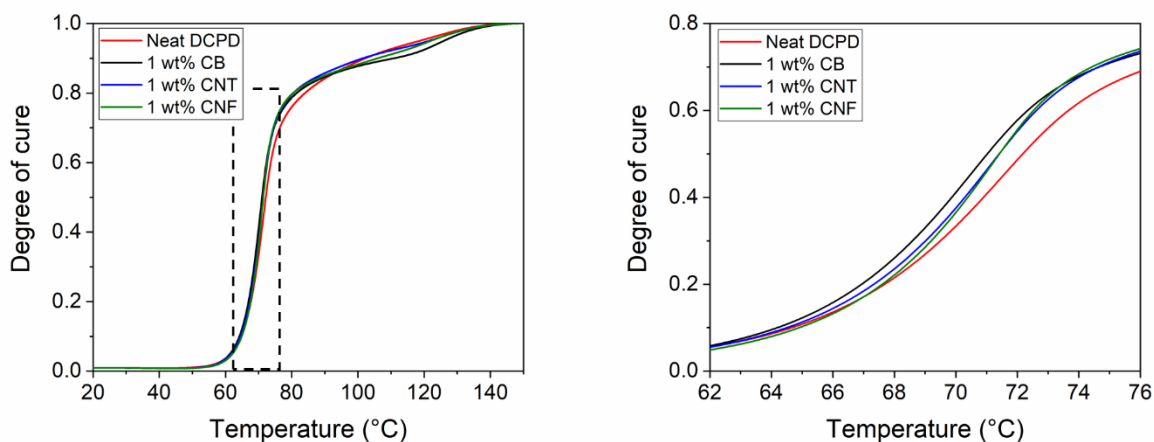 Degree of cure
1.0
0.8
0.6
0.4
0.2
0.0
Neat DCPD
1 wt% CB
1 wt% CNT
1 wt% CNF
20 40 60 80 100 120 140
Temperature (°C)
Degree of cure
0.8
0.6
0.4
0.2
0.0
Neat DCPD
1 wt% CB
1 wt% CNT
1 wt% CNF
62 64 66 68 70 72 74 76
Temperature (°C)